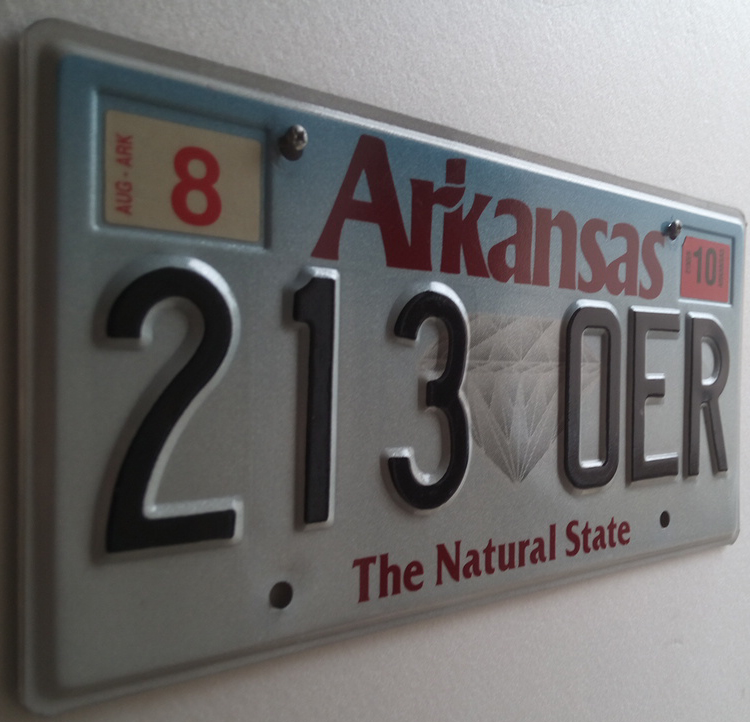 AUG - ARK
8
Arkansas
10
213 OER
The Natural State